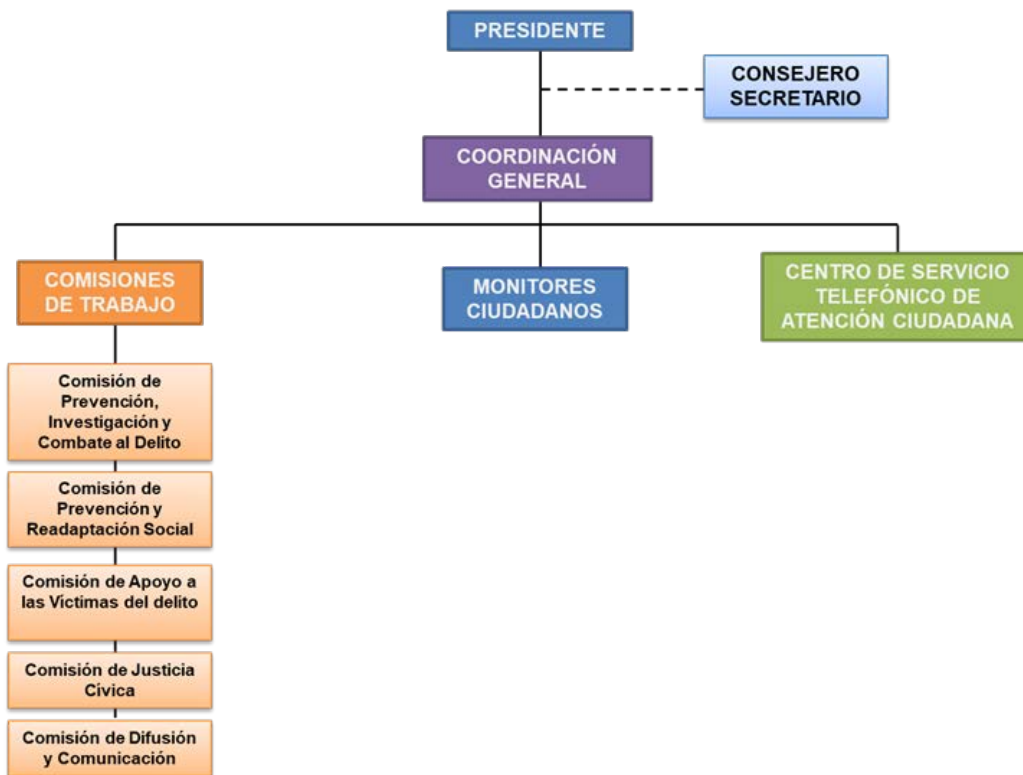 PRESIDENTE
CONSEJERO
SECRETARIO
COORDINACIÓN
GENERAL
COMISIONES
DE TRABAJO
MONITORES
CIUDADANOS
CENTRO DE SERVICIO
TELEFÓNICO DE
ATENCIÓN CIUDADANA
Comisión de
Prevención,
Investigación y
Combate al Delito
Comisión de
Prevención y
Readaptación Social
Comisión de Apoyo a
las Víctimas del delito
Comisión de Justicia
Cívica
Comisión de Difusión
y Comunicación